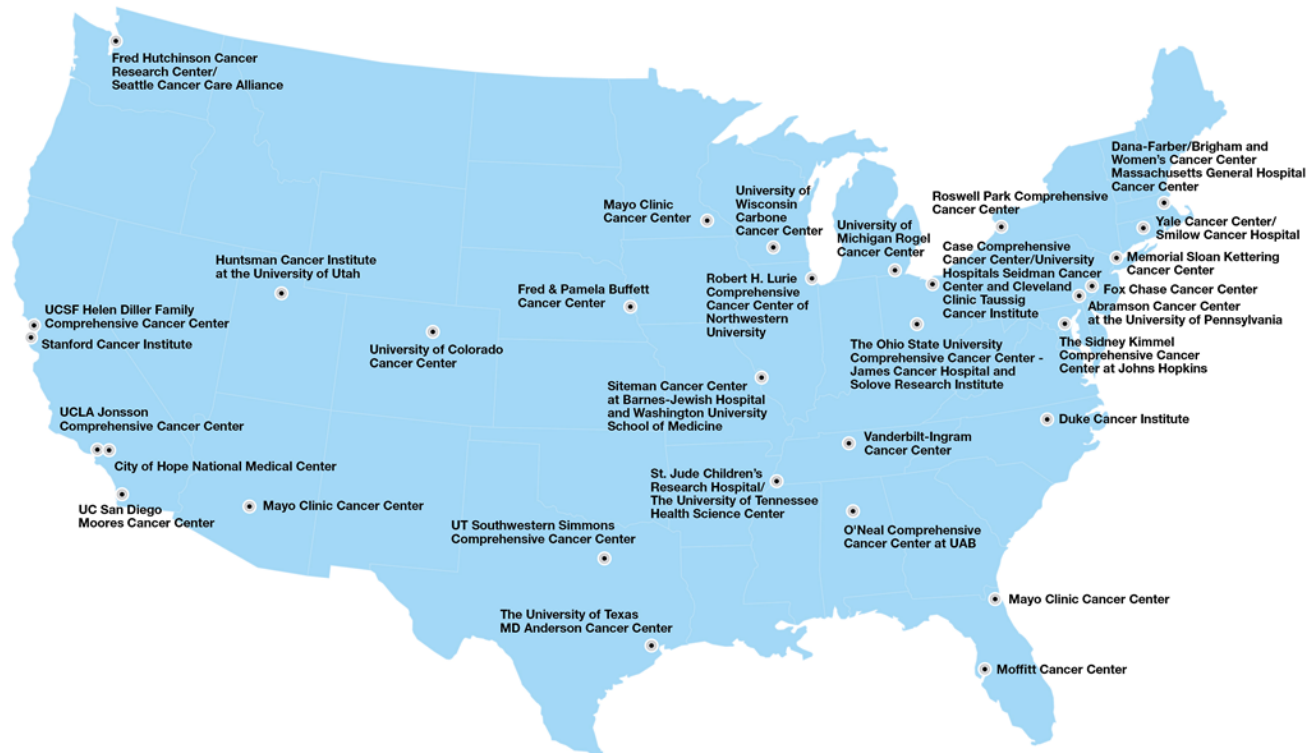 Fred Hutchinson Cancer
Research Center/
Seattle Cancer Care Alliance
Dana-Farber/Brigham and
Women's Cancer Center
Massachusetts General Hospital
Cancer Center
University of
Wisconsin
Carbone
Cancer Center
Mayo Clinic
Cancer Center
Roswell Park Comprehensive
Cancer Center
University of
Michigan Rogel
Cancer Center
Yale Cancer Center/
Smilow Cancer Hospital
Case Comprehensive
Cancer Center/University
Hospitals Seidman Cancer
Center and Cleveland
Clinic Taussig
Cancer Institute
Memorial Sloan Kettering
Cancer Center
Huntsman Cancer Institute
at the University of Utah
Robert H. Lurie
Comprehensive
Cancer Center of
Northwestern
University
Fred & Pamela Buffett
Cancer Center
Fox Chase Cancer Center
Abramson Cancer Center
at the University of Pennsylvania
UCSF Helen Diller Family
Comprehensive Cancer Center
Stanford Cancer Institute
University of Colorado
Cancer Center
The Ohio State University
Comprehensive Cancer Center -
James Cancer Hospital and
Solove Research Institute
The Sidney Kimmel
Comprehensive Cancer
Center at Johns Hopkins
Siteman Cancer Center
at Barnes-Jewish Hospital
and Washington University
School of Medicine
UCLA Jonsson
Comprehensive Cancer Center
Duke Cancer Institute
Vanderbilt-Ingram
Cancer Center
City of Hope National Medical Center
St. Jude Children's
Research Hospital/
The University of Tennessee
Health Science Center
UC San Diego
Moores Cancer Center
Mayo Clinic Cancer Center
UT Southwestern Simmons
Comprehensive Cancer Center
O'Neal Comprehensive
Cancer Center at UAB
Mayo Clinic Cancer Center
The University of Texas
MD Anderson Cancer Center
Moffitt Cancer Center